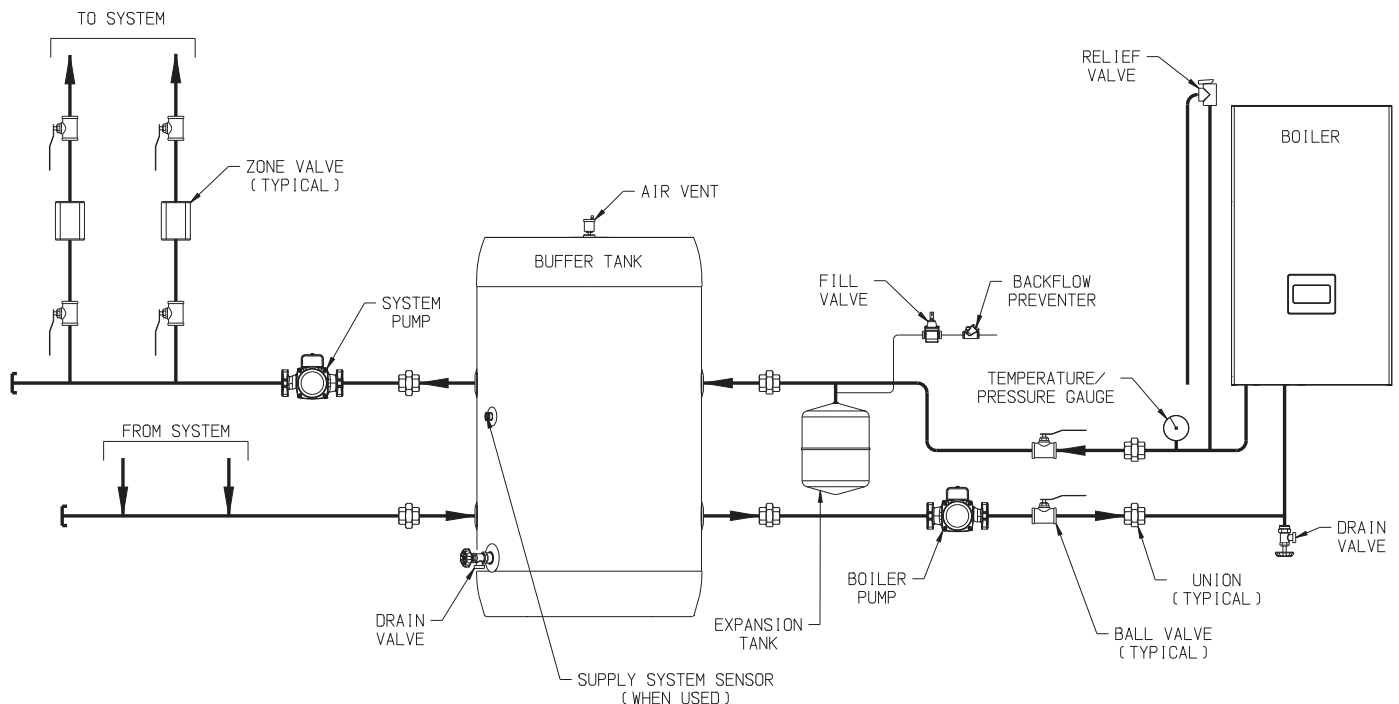 TO SYSTEM
RELIEF
VALVE
BOILER
ZONE VALVE
(TYPICAL)
AIR VENT
BUFFER TANK
FILL
VALVE
BACKFLOW
PREVENTER
SYSTEM
PUMP
TEMPERATURE/
PRESSURE GAUGE
FROM SYSTEM
DRAIN
VALVE
BOILER
PUMP
UNION
(TYPICAL)
DRAIN
VALVE
EXPANSION
TANK
BALL VALVE
(TYPICAL)
SUPPLY SYSTEM SENSOR
(WHEN USED)